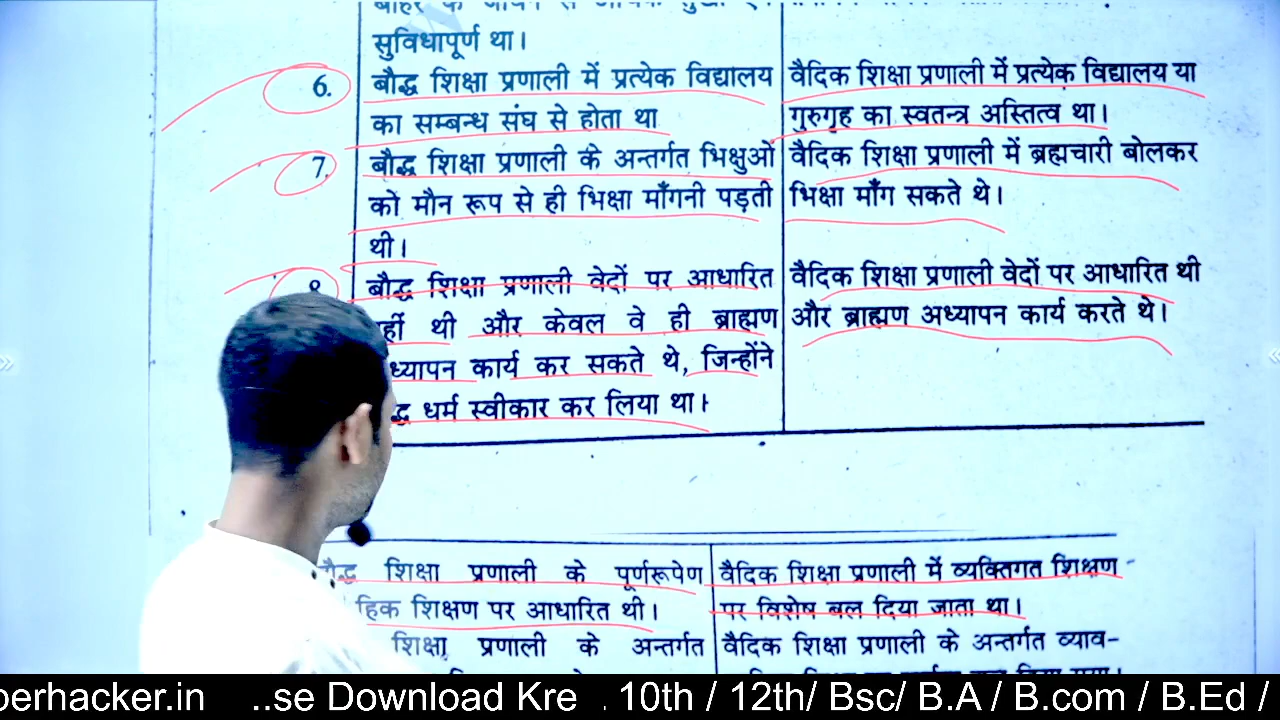 सुविधापूर्ण था।
6. बौद्ध शिक्षा प्रणाली में प्रत्येक विद्यालय
का सम्बन्ध संघ से होता था
वैदिक शिक्षा प्रणाली में प्रत्येक विद्यालय या
गुरुगृह का स्वतन्त्र अस्तित्व था।
7. बौद्ध शिक्षा प्रणाली के अन्तर्गत भिक्षुओं
को मौन रूप से ही भिक्षा माँगनी पड़ती
थी।
वैदिक शिक्षा प्रणाली में ब्रह्मचारी बोलकर
भिक्षा माँग सकते थे।
बौद्ध शिक्षा प्रणाली वेदों पर आधारित
थी और केवल वे ही ब्राह्मण
कार्य कर सकते थे, जिन्होंने
धर्म स्वीकार कर लिया था।
वैदिक शिक्षा प्रणाली वेदों पर आधारित थी
और ब्राह्मण अध्यापन कार्य करते थे।
शिक्षा प्रणाली के पूर्णरूपेण
शिक्षण पर आधारित थी।
वैदिक शिक्षा प्रणाली में व्यक्तिगत शिक्षण
पर विशेष बल दिया जाता था।
शिक्षा प्रणाली के अन्तर्गत
वैदिक शिक्षा प्रणाली के अन्तर्गत व्याव-
perhacker.in ..se Download Kre . 10th / 12th/ Bsc/ B.A / B.com / B.Ed /